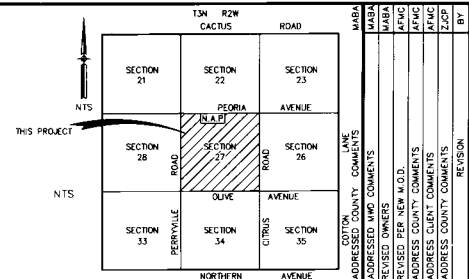 T3N R2W
CACTUS ROAD
SECTION 21
SECTION 22
SECTION 23
NTS
PEORIA AVENUE
N.A.P.
THIS PROJECT
SECTION 28
ROAD
SECTION 27
ROAD
SECTION 26
LANE
NTS
OLIVE AVENUE
SECTION 33
PERRYVILLE
SECTION 34
CITRUS
SECTION 35
COTTON
NORTHERN AVENUE
ADDRESSED COUNTY COMMENTS MABA
ADDRESSED MWD COMMENTS MABA
REVISED OWNERS MABA
REVISED PER NEW M.O.D. AFMC
ADDRESS COUNTY COMMENTS AFMC
ADDRESS CLIENT COMMENTS AFMC
ADDRESS COUNTY COMMENTS ZJCP
REVISION BY